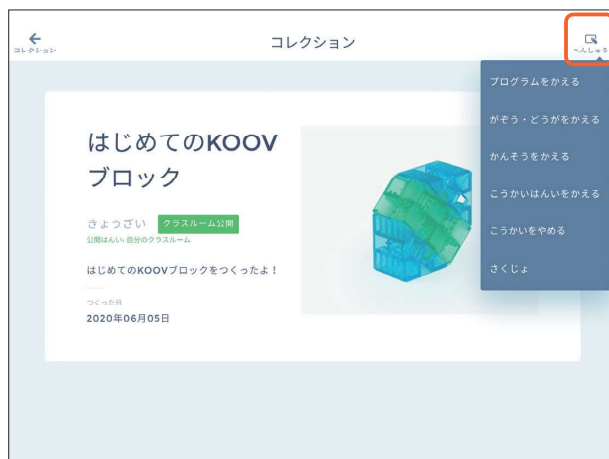 コレクション
コレクション
へんしゅう
プログラムをかえる
がぞう・どうがをかえる
かんそうをかえる
こうかいはんいをかえる
こうかいをやめる
さくじょ
はじめてのKOOV
ブロック
きょうざい クラスルーム公開
公開はんい: 自分のクラスルーム
はじめてのKOOVブロックをつくったよ！
つくった日
2020年06月05日